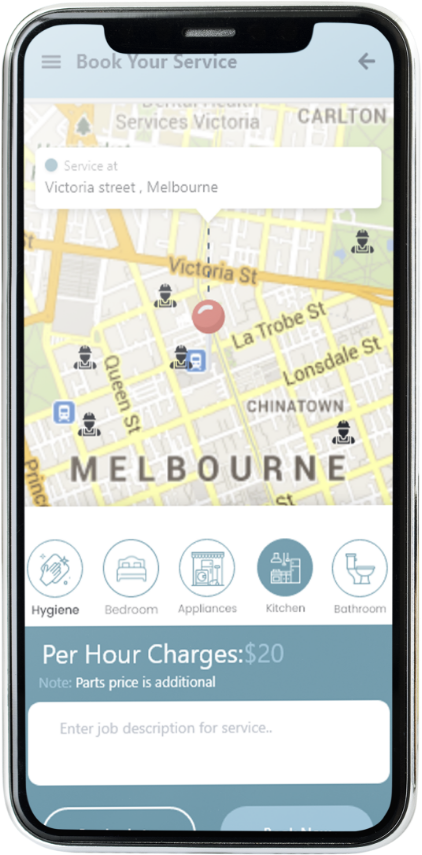 Book Your Service
Dental Health
Services Victoria
CARLTON
Service at
Victoria street , Melbourne
st
Victoria St
La Trobe St
Lonsdale St
Queen St
CHINATOWN
MELBOURNE
Princ
st
Hygiene
Bedroom
Appliances
Kitchen
Bathroom
Per Hour Charges:$20
Note: Parts price is additional
Enter job description for service..